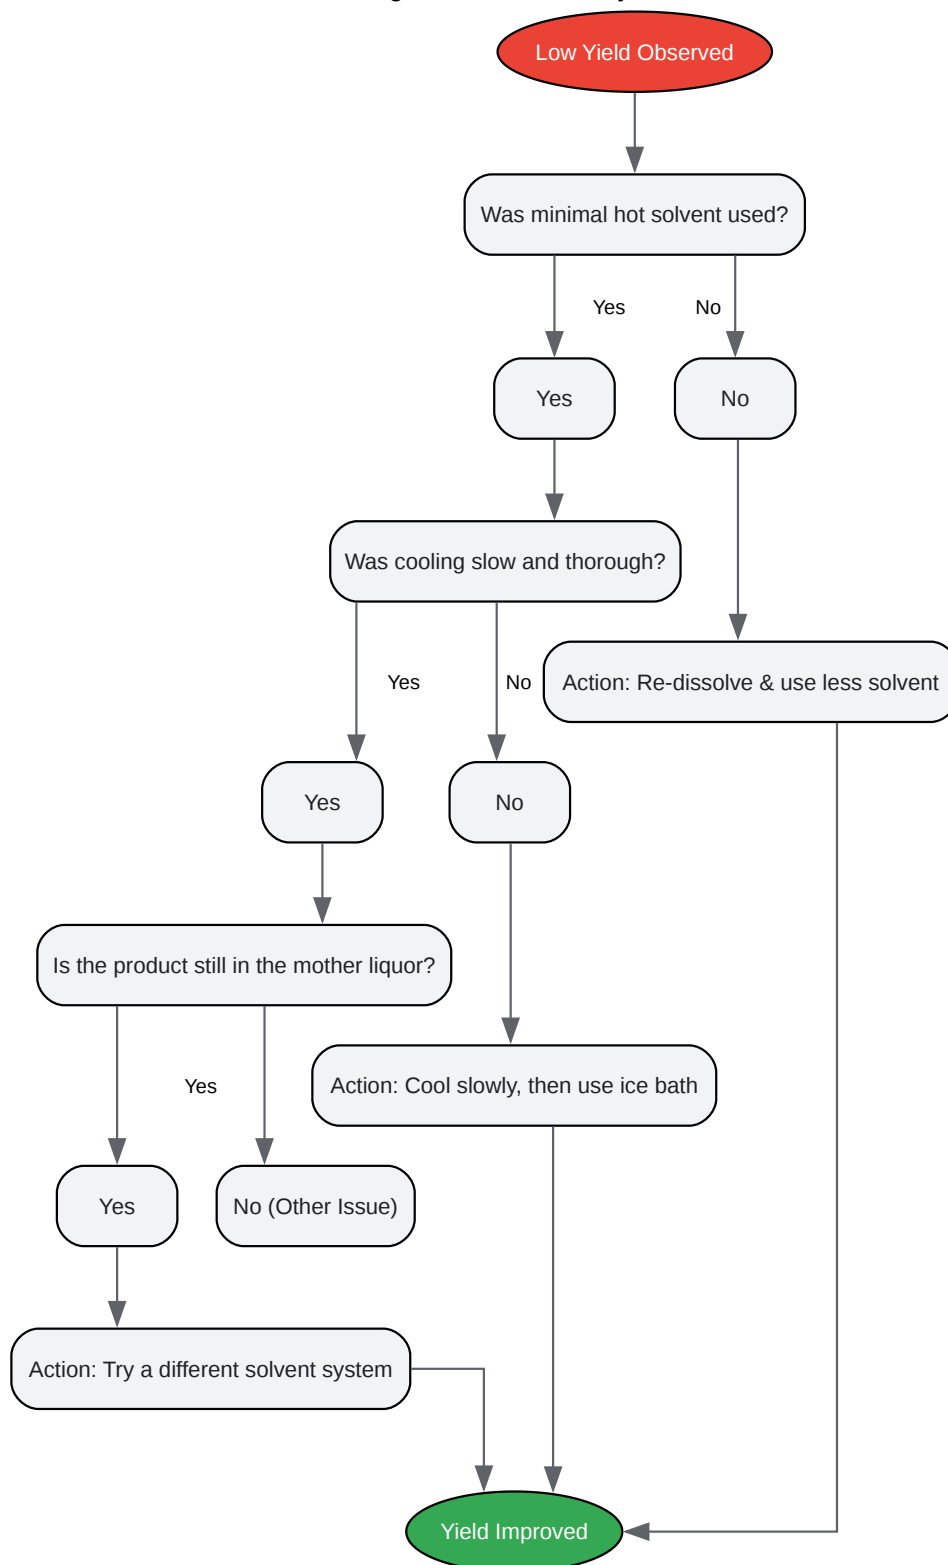 Low Yield Observed
Was minimal hot solvent used?
Yes
No
Yes
No
Was cooling slow and thorough?
Yes
No
Action: Re-dissolve & use less solvent
Yes
No
Is the product still in the mother liquor?
Yes
Action: Cool slowly, then use ice bath
Yes
No (Other Issue)
Action: Try a different solvent system
Yield Improved